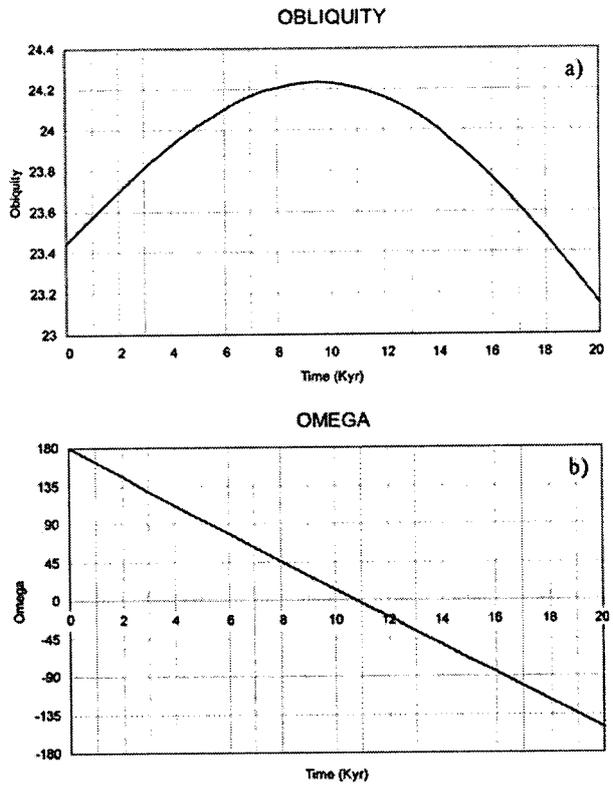 OBLIQUITY
24.4
a)
24.2
24
23.8
Obliquity
23.6
23.4
23.2
23
0 2 4 6 8 10 12 14 16 18 20
Time (Kyr)
OMEGA
180
b)
135
90
45
Omega
0
0 2 4 6 8 10 12 14 16 18 20
-45
-90
-135
-180
Time (Kyr)